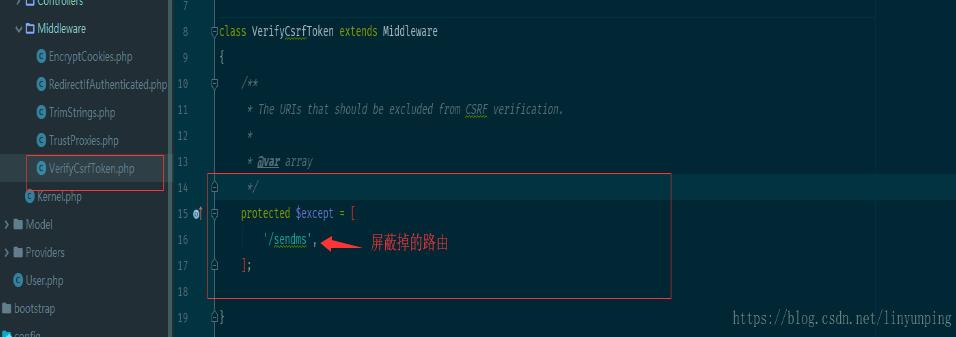 Controllers
Middleware
EncryptCookies.php
RedirectIfAuthenticated.php
TrimStrings.php
TrustProxies.php
VerifyCsrfToken.php
Kernel.php
Model
Providers
User.php
bootstrap
config
7
8 class VerifyCsrfToken extends Middleware
9 {
10 /**
11 * The URIs that should be excluded from CSRF verification.
12 *
13 * @var array
14 */
15 protected $except = [
16 '/sendms', 屏蔽掉的路由
17 ];
18
19 }
https://blog.csdn.net/linyunping